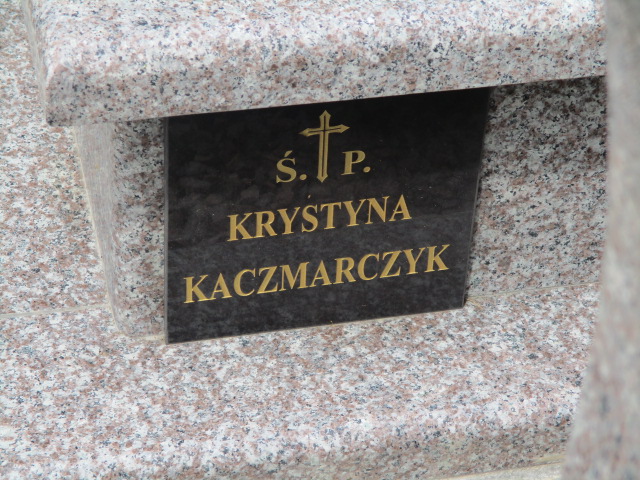 Ś. P.
KRYSTYNA
KACZMARCZYK